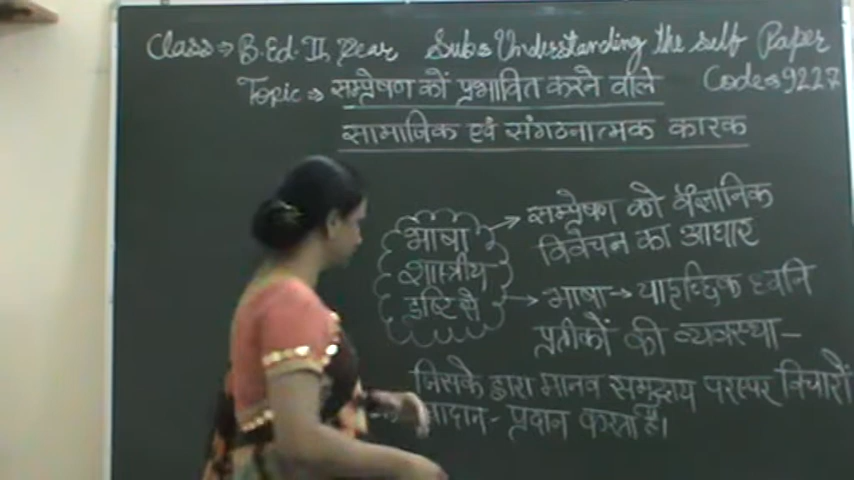 Class ⇒ B.Ed. II Year Sub: Understanding the self Paper
Topic ⇒ सम्प्रेषण कों प्रभावित करने वाले Code: 9227
सामाजिक एवं संगठनात्मक कारक
भाषा शास्त्रीय दृष्टि से
→ सम्प्रेषण को वैज्ञानिक
विवेचन का आधार
→ भाषा → यादृच्छिक ध्वनि
प्रतीकों की व्यवस्था –
जिसके द्वारा मानव समुदाय परस्पर विचारों
आदान - प्रदान करता है।